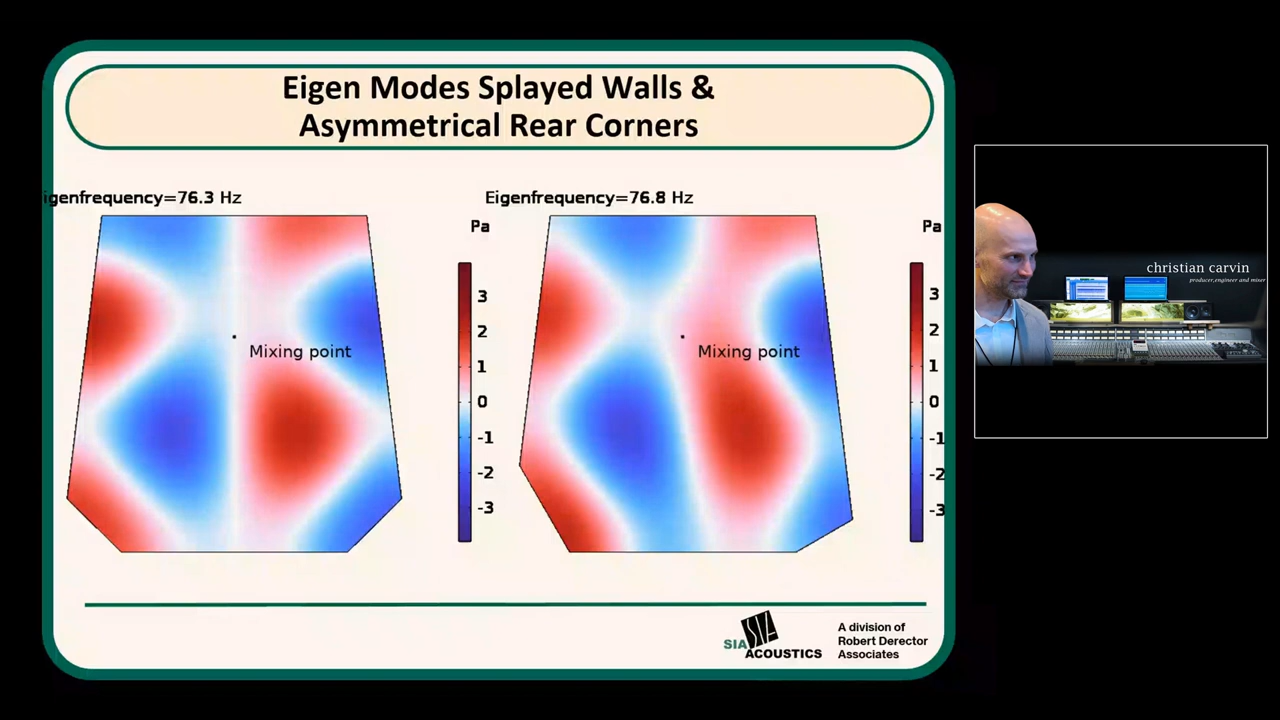 Eigen Modes Splayed Walls &
Asymmetrical Rear Corners
igenfrequency=76.3 Hz
Pa
3
2
1
0
-1
-2
-3
Mixing point
Eigenfrequency=76.8 Hz
Pa
3
2
1
0
-1
-2
-3
Mixing point
SIA
SIA ACOUSTICS
A division of
Robert Derector
Associates
christian carvin
producer,engineer and mixer